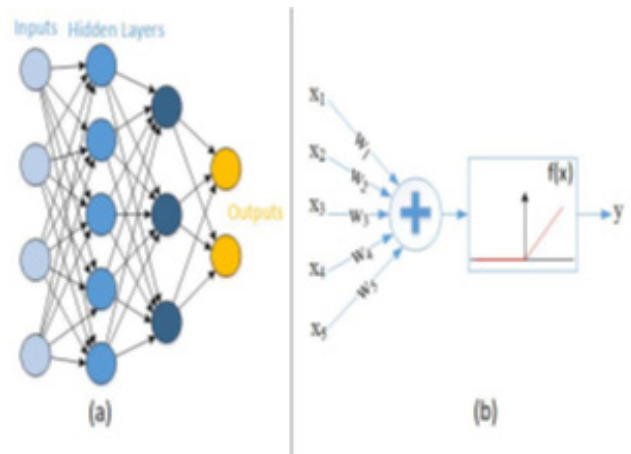 Inputs Hidden Layers
Outputs
(a)
x1
x2
x3
x4
x5
w1
w2
w3
w4
w5
f(x)
y
(b)